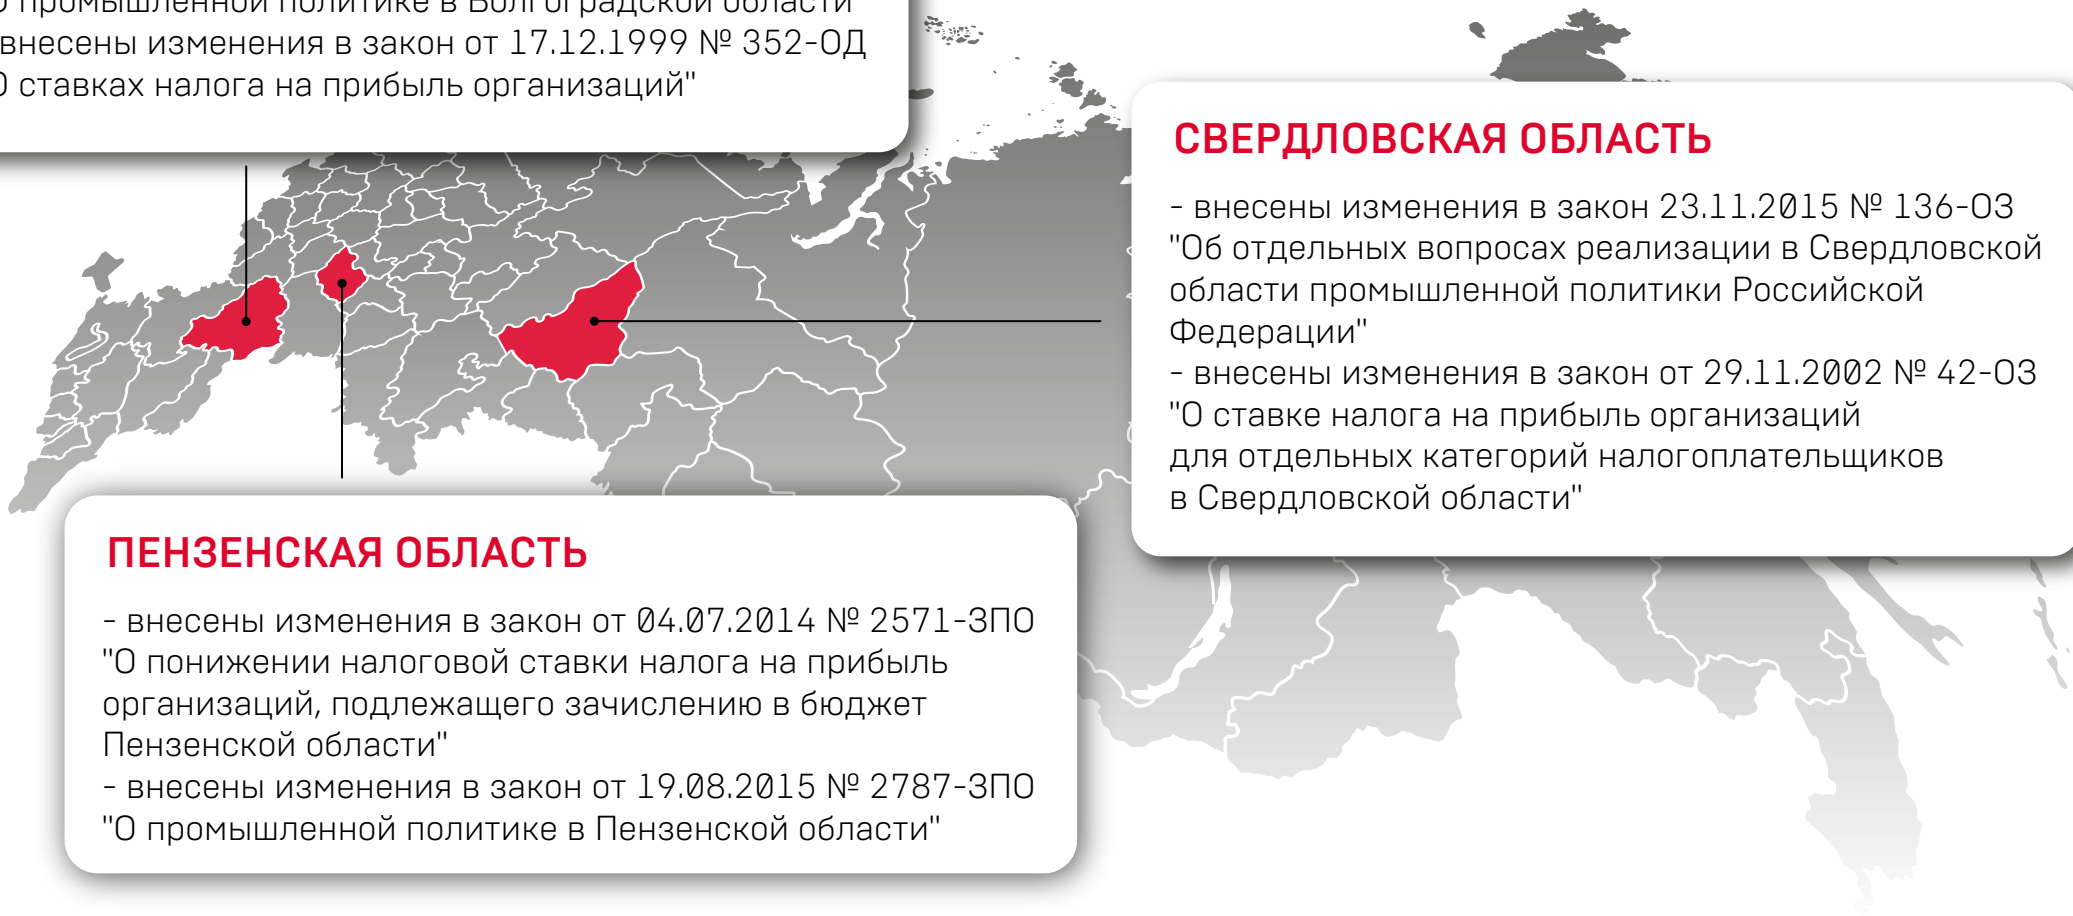 О промышленной политике в Волгоградской области
внесены изменения в закон от 17.12.1999 № 352-ОД
О ставках налога на прибыль организаций"
СВЕРДЛОВСКАЯ ОБЛАСТЬ
- внесены изменения в закон 23.11.2015 № 136-ОЗ
"Об отдельных вопросах реализации в Свердловской
области промышленной политики Российской
Федерации"
- внесены изменения в закон от 29.11.2002 № 42-ОЗ
"О ставке налога на прибыль организаций
для отдельных категорий налогоплательщиков
в Свердловской области"
ПЕНЗЕНСКАЯ ОБЛАСТЬ
- внесены изменения в закон от 04.07.2014 № 2571-ЗПО
"О понижении налоговой ставки налога на прибыль
организаций, подлежащего зачислению в бюджет
Пензенской области"
- внесены изменения в закон от 19.08.2015 № 2787-ЗПО
"О промышленной политике в Пензенской области"